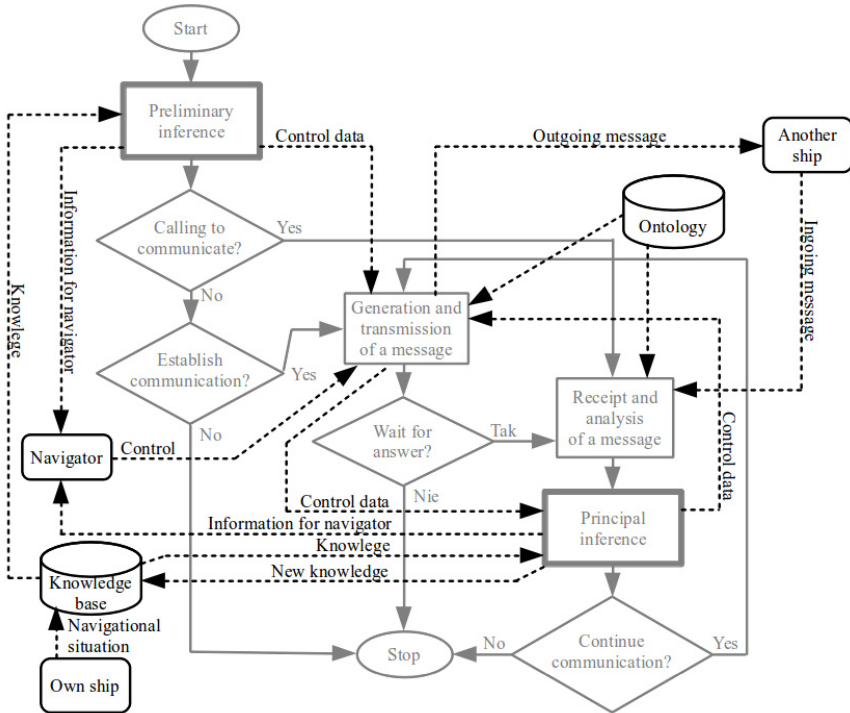 Start
Preliminary
inference
Control data
Outgoing message
Another
ship
Information for navigator
Calling to
communicate?
Yes
Ontology
Ingoing message
Knowlege
No
Generation and
transmission
of a message
Establish
communication?
Yes
Receipt and
analysis
of a message
Control data
No
Wait for
answer?
Tak
Navigator
Control
Nie
Control data
Information for navigator
Principal
inference
Knowlege
New knowledge
Knowledge
base
Navigational
situation
Own ship
Stop
No
Continue
communication?
Yes